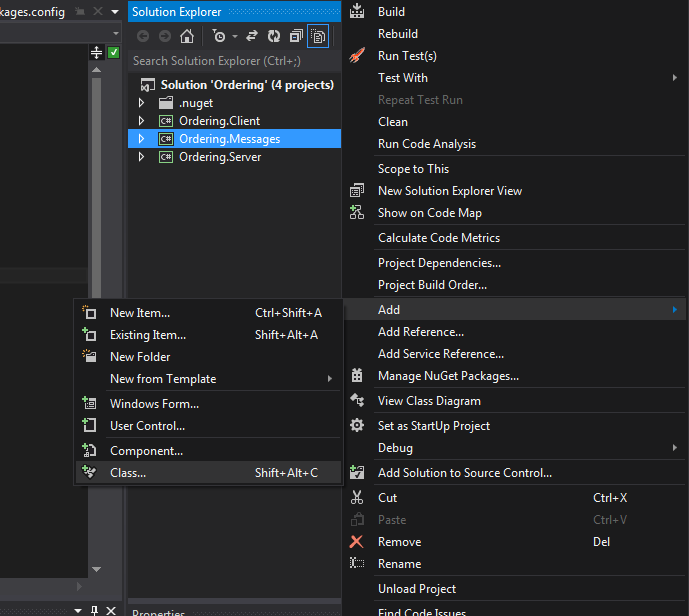 kages.config
Solution Explorer
Search Solution Explorer (Ctrl+;)
Solution 'Ordering' (4 projects)
.nuget
C# Ordering.Client
C# Ordering.Messages
C# Ordering.Server
Build
Rebuild
Run Test(s)
Test With
Repeat Test Run
Clean
Run Code Analysis
Scope to This
New Solution Explorer View
Show on Code Map
Calculate Code Metrics
Project Dependencies...
Project Build Order...
Add
Add Reference...
Add Service Reference...
Manage NuGet Packages...
View Class Diagram
Set as StartUp Project
Debug
Add Solution to Source Control...
Cut Ctrl+X
Paste Ctrl+V
Remove Del
Rename
Unload Project
Find Code Issues
New Item... Ctrl+Shift+A
Existing Item... Shift+Alt+A
New Folder
New from Template
Windows Form...
User Control...
Component...
Class... Shift+Alt+C
Properties